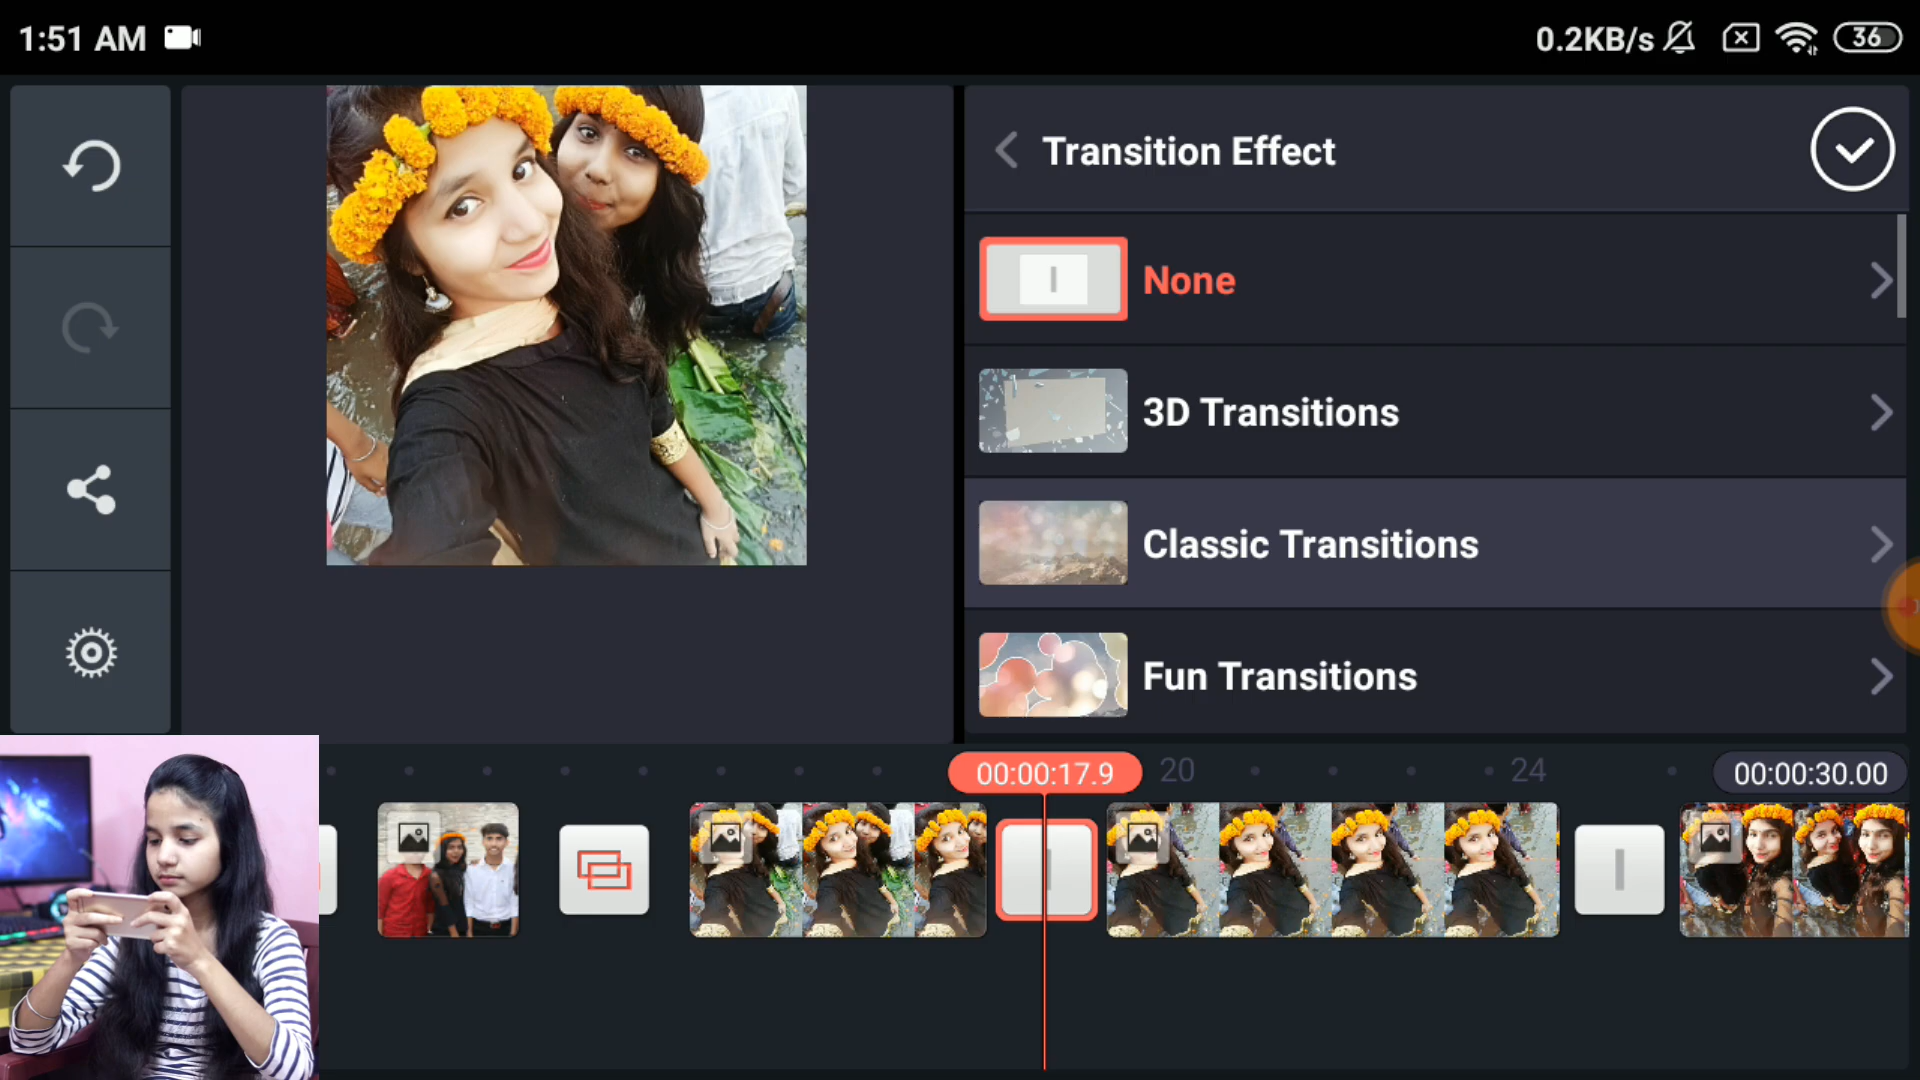 1:51 AM
0.2KB/s
36
Transition Effect
None
3D Transitions
Classic Transitions
Fun Transitions
00:00:17.9
20
24
00:00:30.00